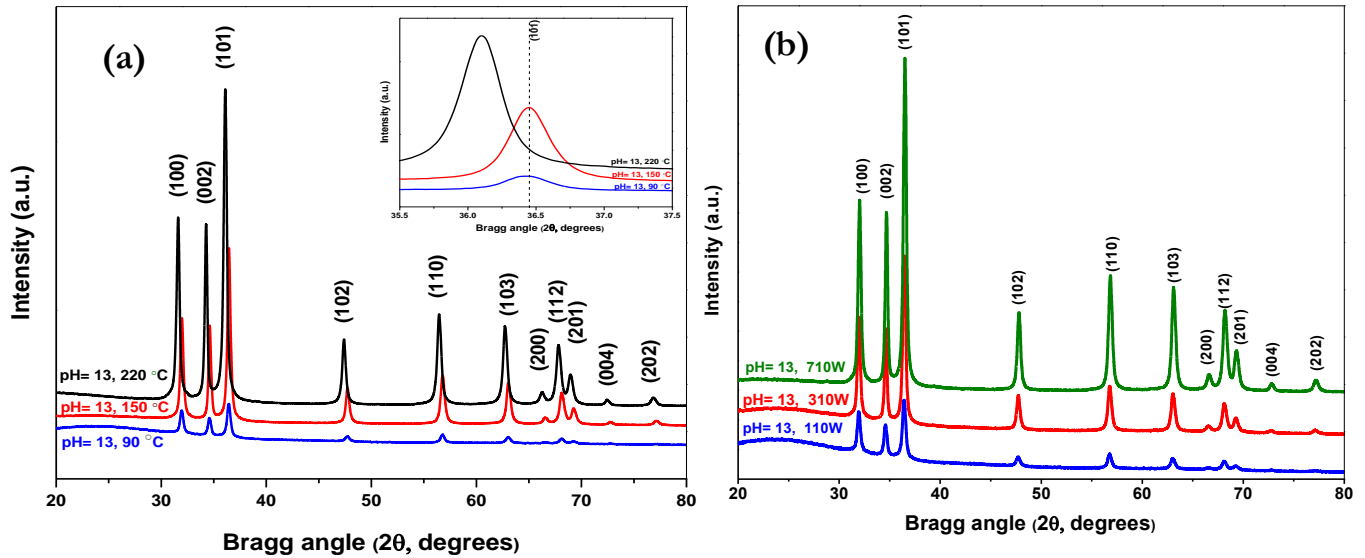 (a)
Intensity (a.u.)
(100)
(002)
(101)
(102)
(110)
(103)
(200)
(112)
(201)
(004)
(202)
pH= 13, 220 °C
pH= 13, 150 °C
pH= 13, 90 °C
20 30 40 50 60 70 80
Bragg angle (2θ, degrees)
Intensity (a.u.)
(101)
pH= 13, 220 °C
pH= 13, 150 °C
pH= 13, 90 °C
35.5 36.0 36.5 37.0 37.5
Bragg angle (2θ, degrees)
(b)
Intensity (a.u.)
(100)
(002)
(101)
(102)
(110)
(103)
(200)
(112)
(201)
(004)
(202)
pH= 13, 710W
pH= 13, 310W
pH= 13, 110W
20 30 40 50 60 70 80
Bragg angle (2θ, degrees)